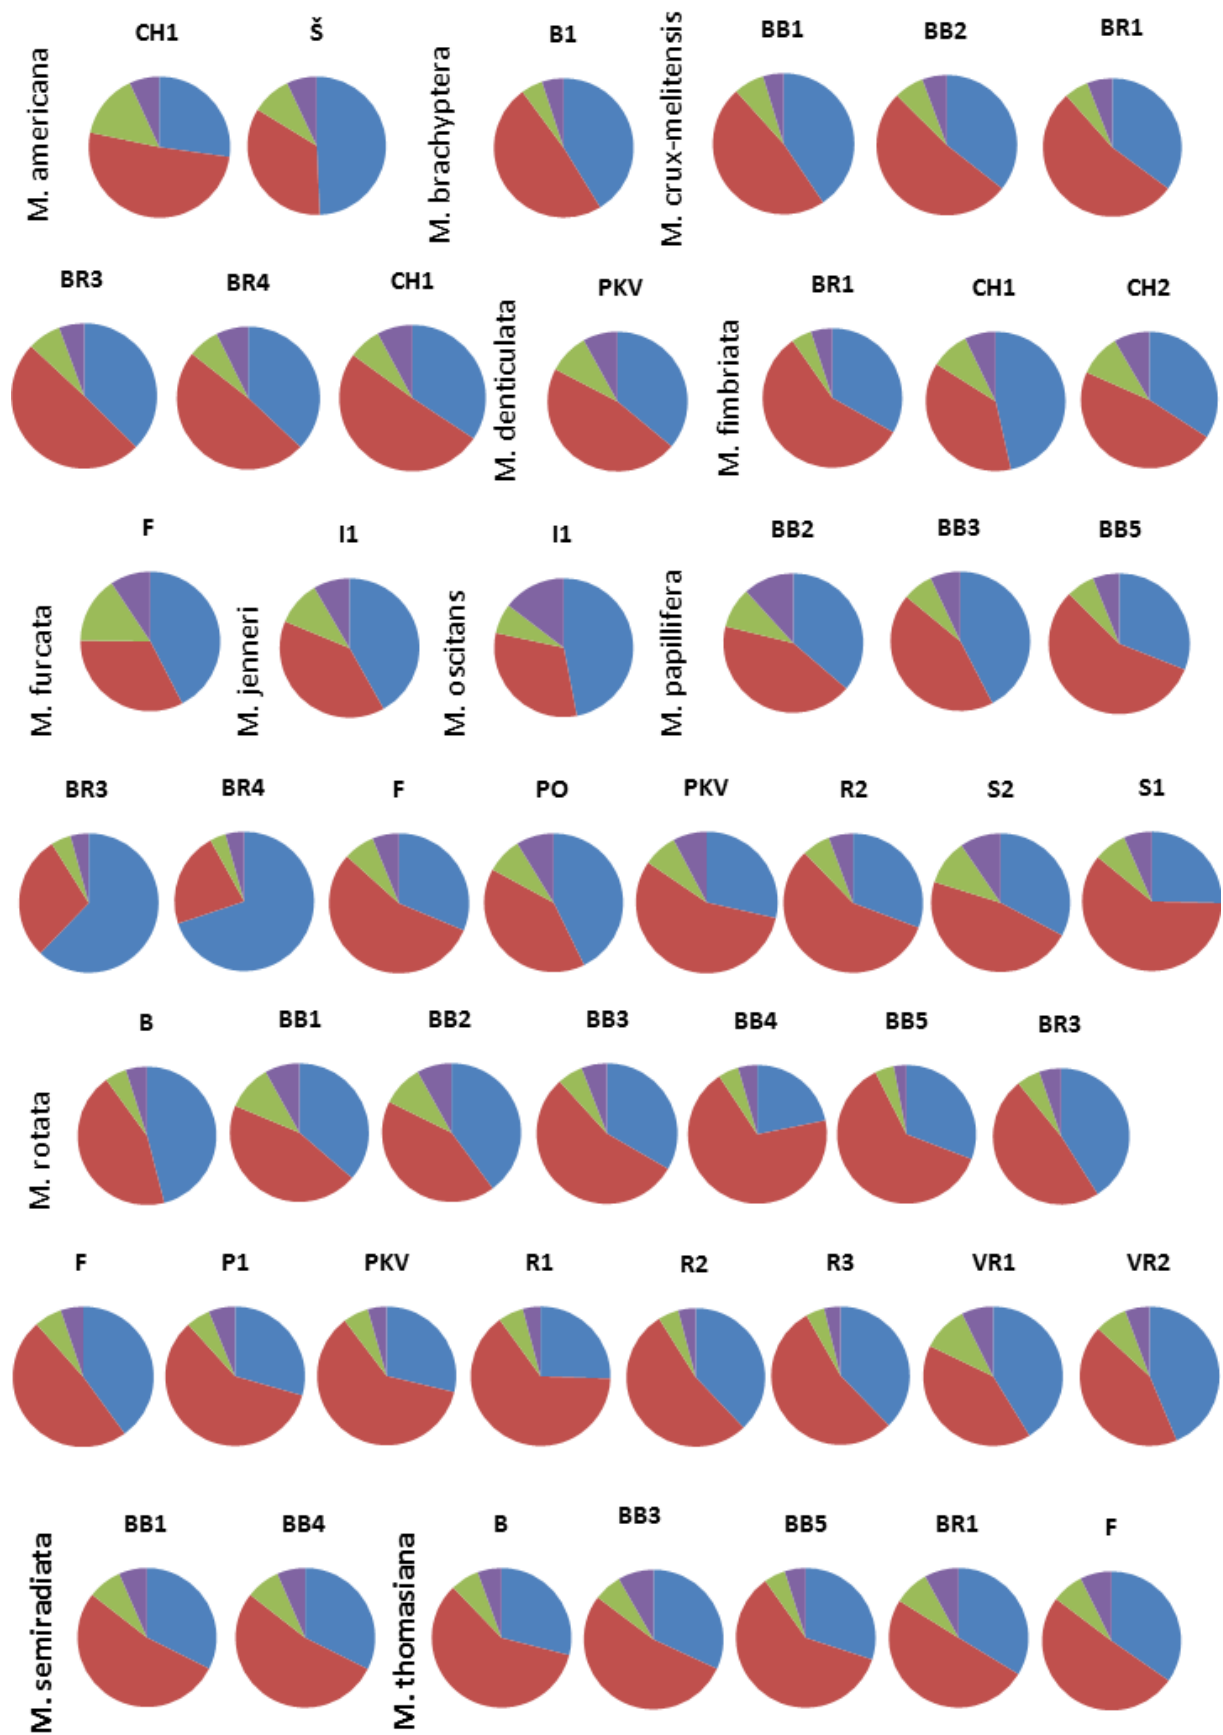 M. americana
CH1
Š
M. brachyptera
B1
M. crux-melitensis
BB1
BB2
BR1
BR3
BR4
CH1
M. denticulata
PKV
M. fimbriata
BR1
CH1
CH2
M. furcata
F
M. jenneri
I1
M. oscitans
I1
M. papillifera
BB2
BB3
BB5
BR3
BR4
F
PO
PKV
R2
S2
S1
M. rotata
B
BB1
BB2
BB3
BB4
BB5
BR3
F
P1
PKV
R1
R2
R3
VR1
VR2
M. semiradiata
BB1
BB4
M. thomasiana
B
BB3
BB5
BR1
F